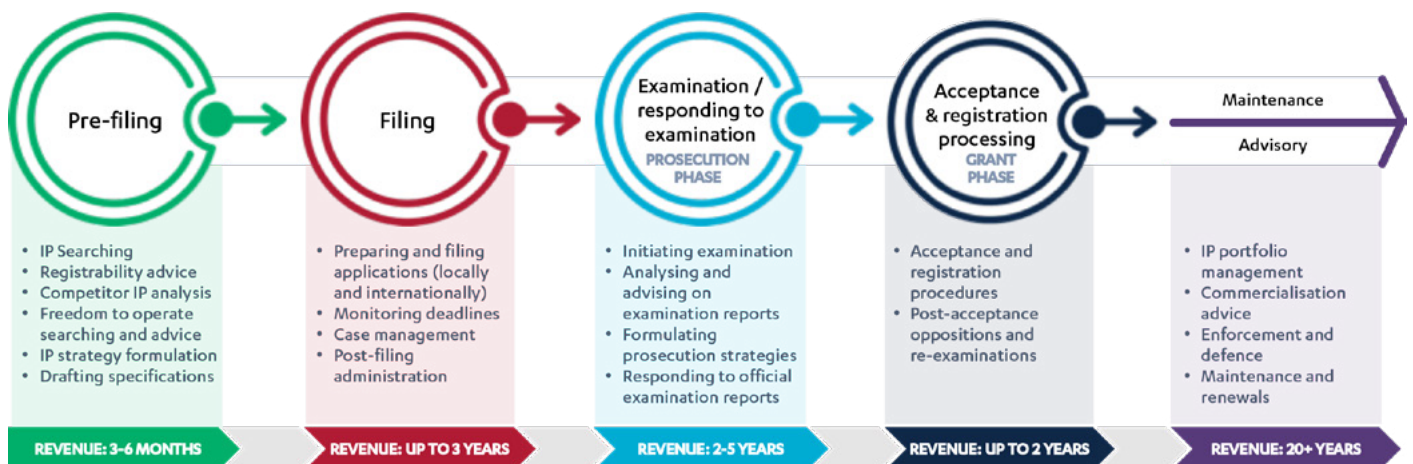 Pre-filing
Filing
Examination /
responding to
examination
PROSECUTION
PHASE
Acceptance
& registration
processing
GRANT
PHASE
Maintenance
Advisory
• IP Searching
• Registrability advice
• Competitor IP analysis
• Freedom to operate
searching and advice
• IP strategy formulation
• Drafting specifications
• Preparing and filing
applications (locally
and internationally)
• Monitoring deadlines
• Case management
• Post-filing
administration
• Initiating examination
• Analysing and
advising on
examination reports
• Formulating
prosecution strategies
• Responding to official
examination reports
• Acceptance and
registration
procedures
• Post-acceptance
oppositions and
re-examinations
• IP portfolio
management
• Commercialisation
advice
• Enforcement and
defence
• Maintenance and
renewals
REVENUE: 3-6 MONTHS
REVENUE: UP TO 3 YEARS
REVENUE: 2-5 YEARS
REVENUE: UP TO 2 YEARS
REVENUE: 20+ YEARS